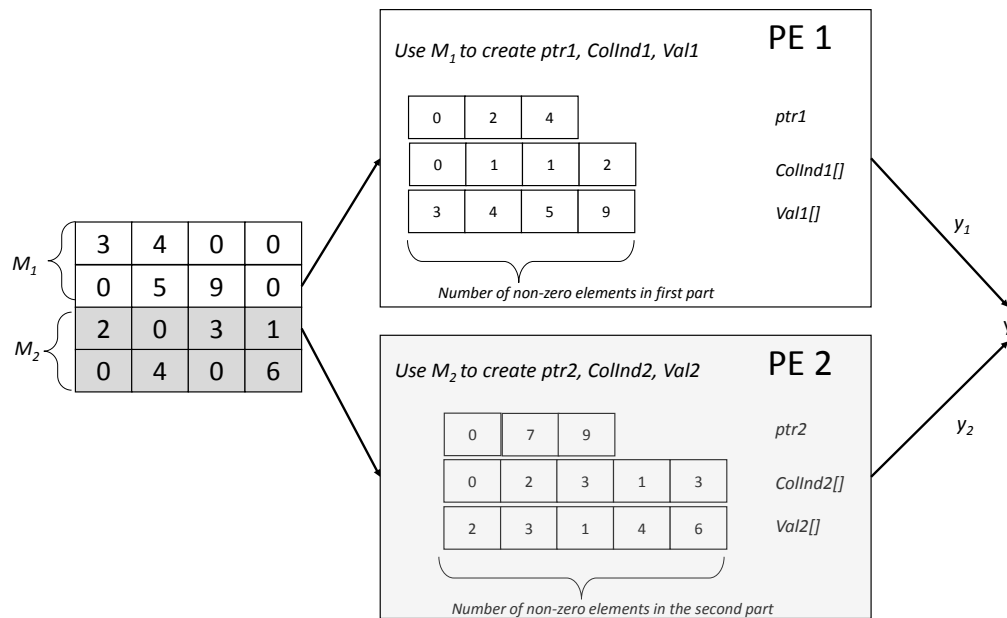 M1
M2
3 4 0 0
0 5 9 0
2 0 3 1
0 4 0 6
PE 1
Use M1 to create ptr1, ColInd1, Val1
0 2 4 ptr1
0 1 1 2 ColInd1[]
3 4 5 9 Val1[]
Number of non-zero elements in first part
PE 2
Use M2 to create ptr2, ColInd2, Val2
0 7 9 ptr2
0 2 3 1 3 ColInd2[]
2 3 1 4 6 Val2[]
Number of non-zero elements in the second part
y1
y
y2